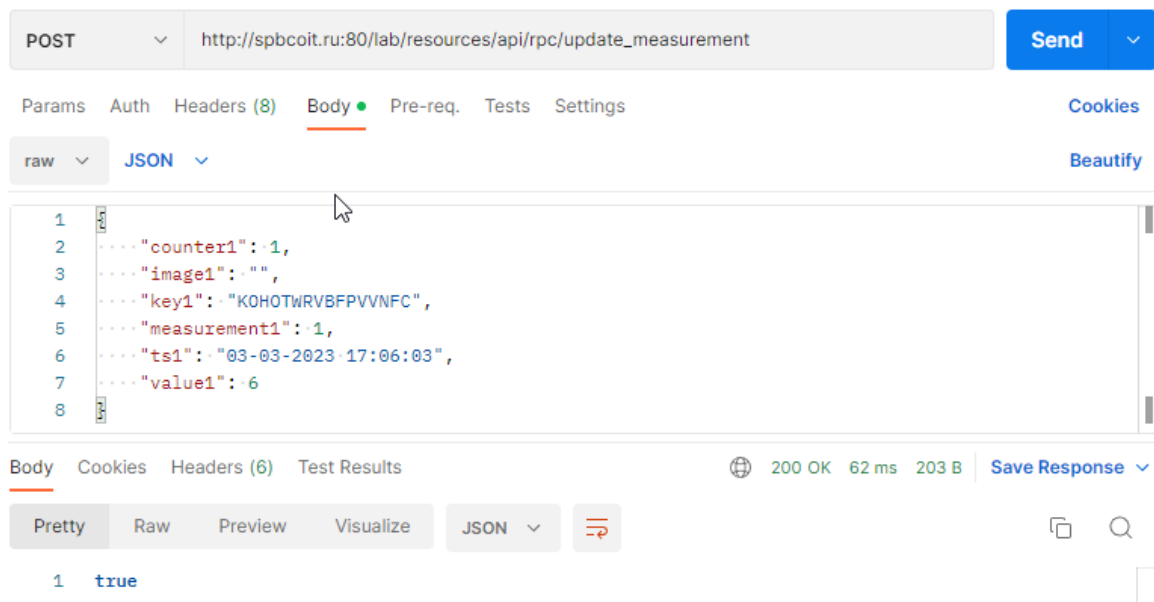 POST http://spbcoit.ru:80/lab/resources/api/rpc/update_measurement Send
Params Auth Headers (8) Body Pre-req. Tests Settings Cookies
raw JSON Beautify
1 {
2 "counter1": 1,
3 "image1": "",
4 "key1": "KOHOTWRVBFPVVNFC",
5 "measurement1": 1,
6 "ts1": "03-03-2023 17:06:03",
7 "value1": 6
8 }
Body Cookies Headers (6) Test Results 200 OK 62 ms 203 B Save Response
Pretty Raw Preview Visualize JSON
1 true